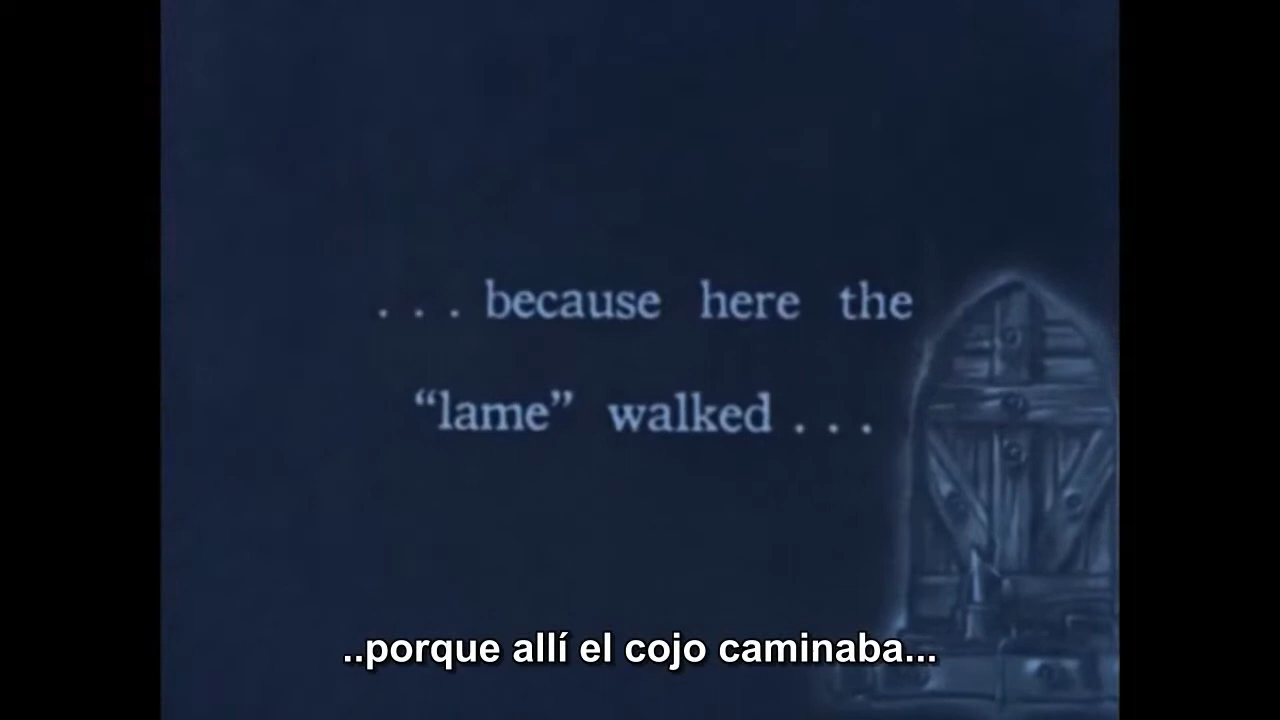 . . . because here the
“lame” walked . . .
..porque allí el cojo caminaba...